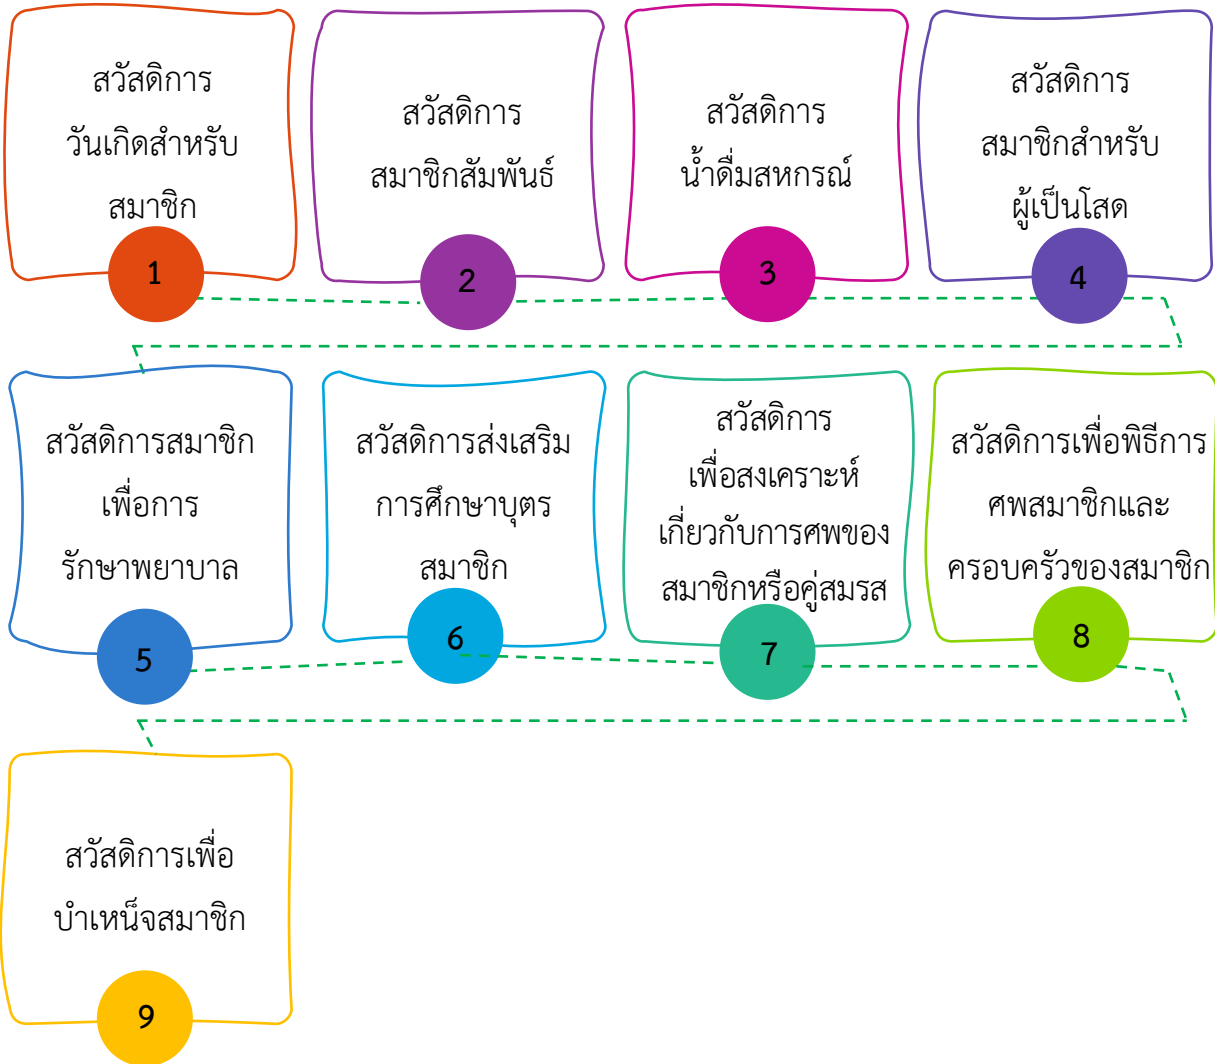 สวัสดิการ
วันเกิดสำหรับ
สมาชิก
1
สวัสดิการ
สมาชิกสัมพันธ์
2
สวัสดิการ
น้ำดื่มสหกรณ์
3
สวัสดิการ
สมาชิกสำหรับ
ผู้เป็นโสด
4
สวัสดิการสมาชิก
เพื่อการ
รักษาพยาบาล
5
สวัสดิการส่งเสริม
การศึกษาบุตร
สมาชิก
6
สวัสดิการ
เพื่อสงเคราะห์
เกี่ยวกับการศพของ
สมาชิกหรือคู่สมรส
7
สวัสดิการเพื่อพิธีการ
ศพสมาชิกและ
ครอบครัวของสมาชิก
8
สวัสดิการเพื่อ
บำเหน็จสมาชิก
9